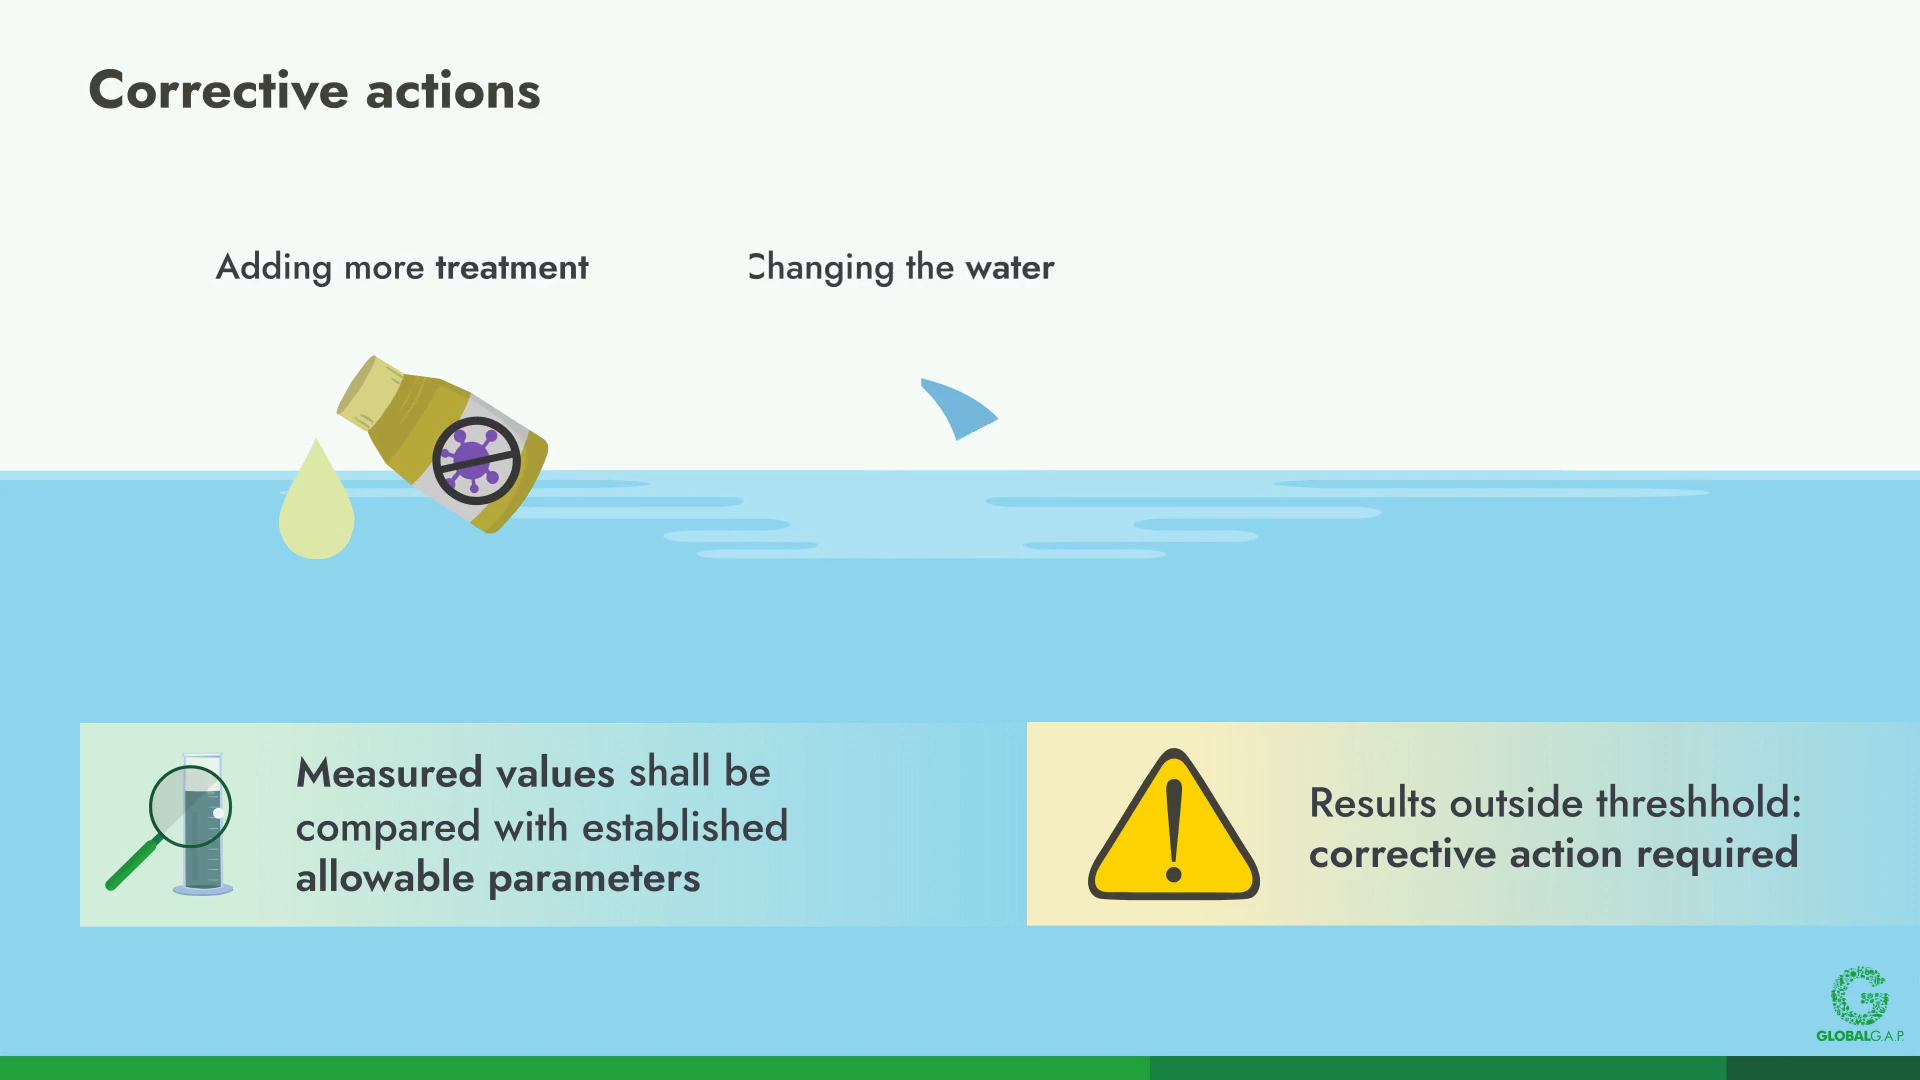 Corrective actions
Adding more treatment
Changing the water
Measured values shall be
compared with established
allowable parameters
Results outside threshhold:
corrective action required
GLOBALG.A.P.